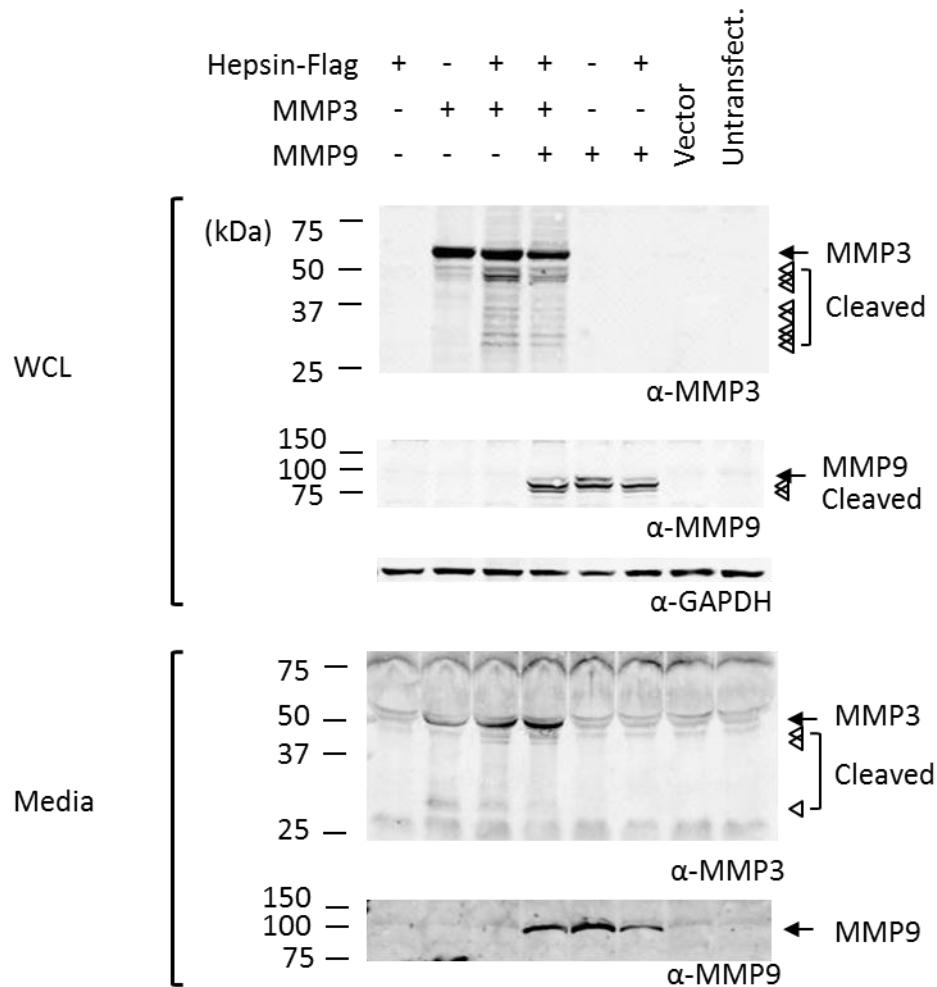 Hepsin-Flag + - + + - + Vector Untransfect.
MMP3 - + + + - -
MMP9 - - - + + +
WCL
(kDa) 75
50
37
25
MMP3
Cleaved
α-MMP3
150
100
75
MMP9
Cleaved
α-MMP9
α-GAPDH
Media
75
50
37
25
MMP3
Cleaved
α-MMP3
150
100
75
MMP9
α-MMP9